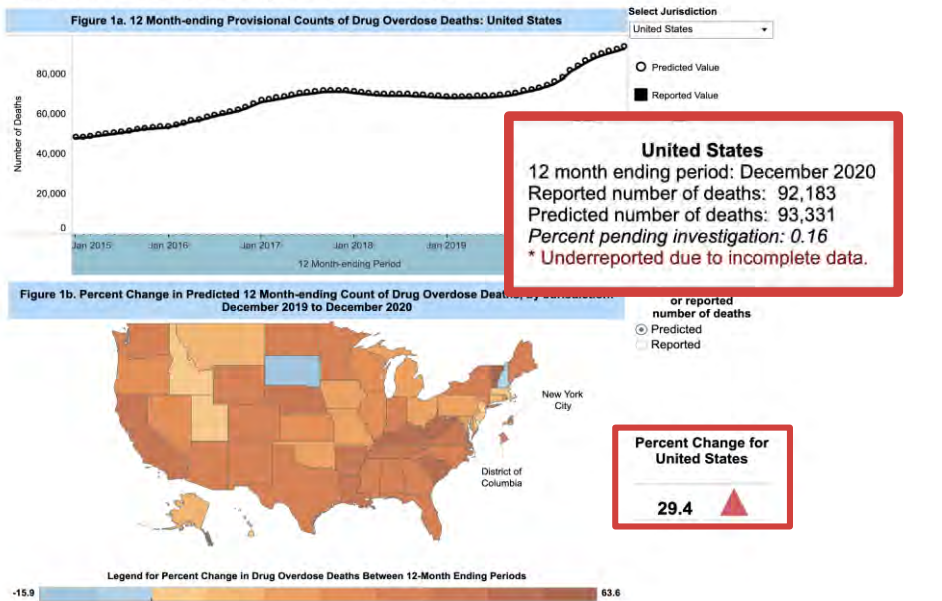 Figure 1a. 12 Month-ending Provisional Counts of Drug Overdose Deaths: United States
Select Jurisdiction
United States
Predicted Value
Reported Value
Number of Deaths
80,000
60,000
40,000
20,000
0
Jan 2015
Jan 2016
Jan 2017
Jan 2018
Jan 2019
12 Month-ending Period
United States
12 month ending period: December 2020
Reported number of deaths: 92,183
Predicted number of deaths: 93,331
Percent pending investigation: 0.16
* Underreported due to incomplete data.
Figure 1b. Percent Change in Predicted 12 Month-ending Count of Drug Overdose Deaths, by
December 2019 to December 2020
or reported
number of deaths
Predicted
Reported
New York
City
District of
Columbia
Percent Change for
United States
29.4
Legend for Percent Change in Drug Overdose Deaths Between 12-Month Ending Periods
-15.9
63.6